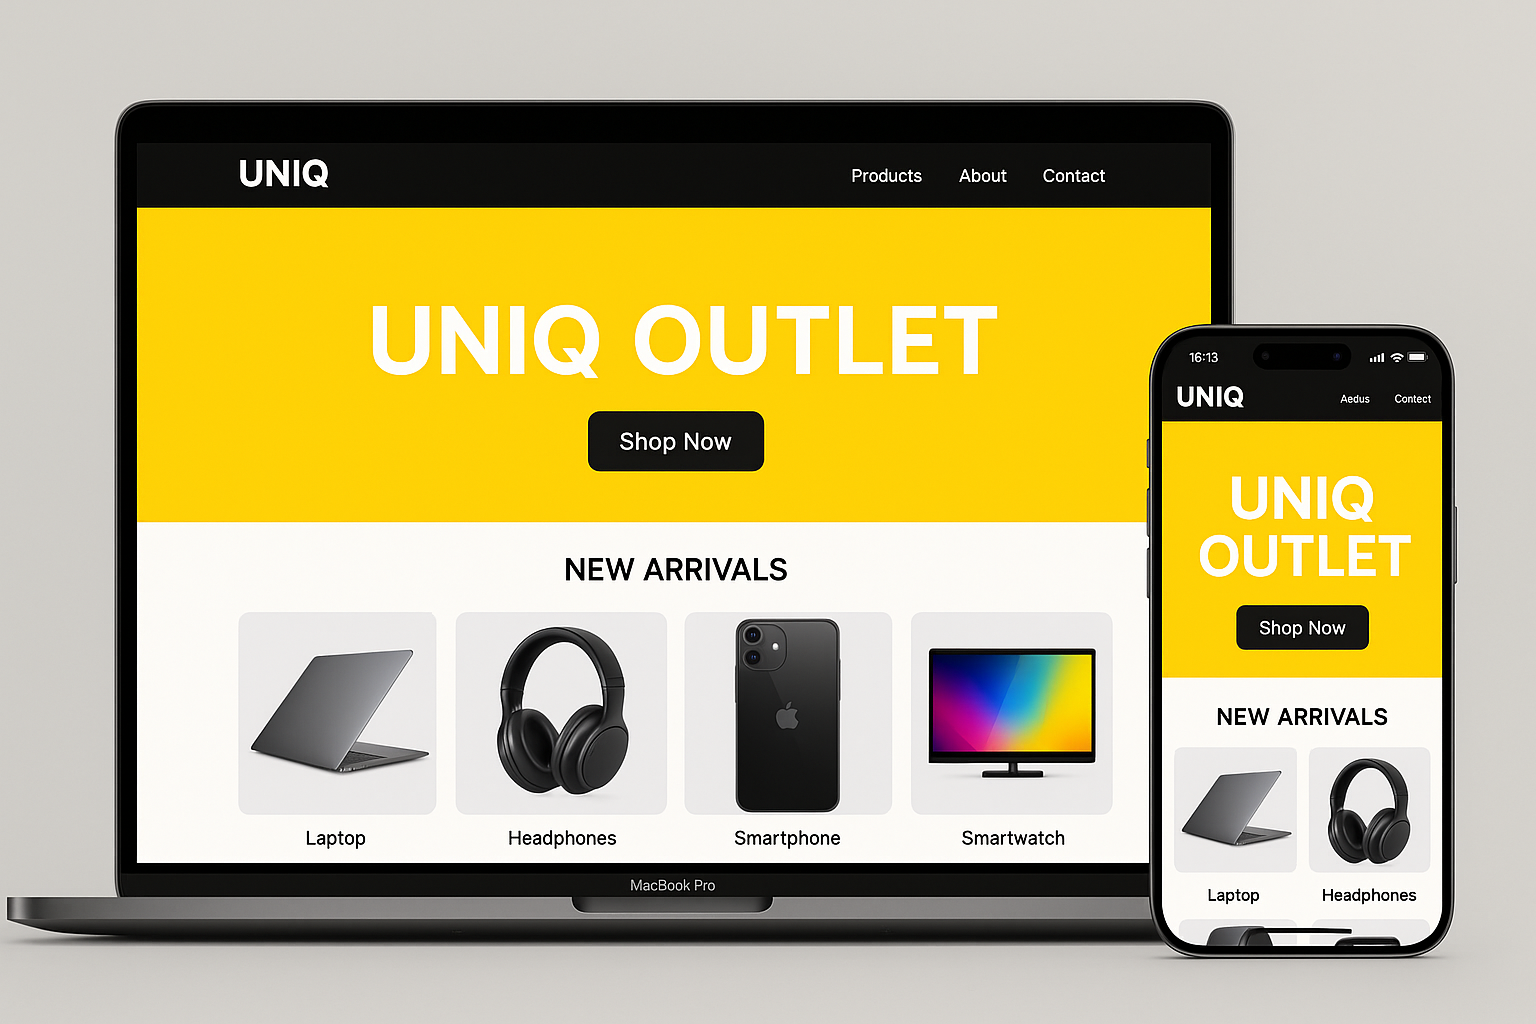 UNIQ
Products About Contact
UNIQ OUTLET
Shop Now
NEW ARRIVALS
Laptop Headphones Smartphone Smartwatch
MacBook Pro
16:13
UNIQ
Aedus Contect
UNIQ
OUTLET
Shop Now
NEW ARRIVALS
Laptop Headphones